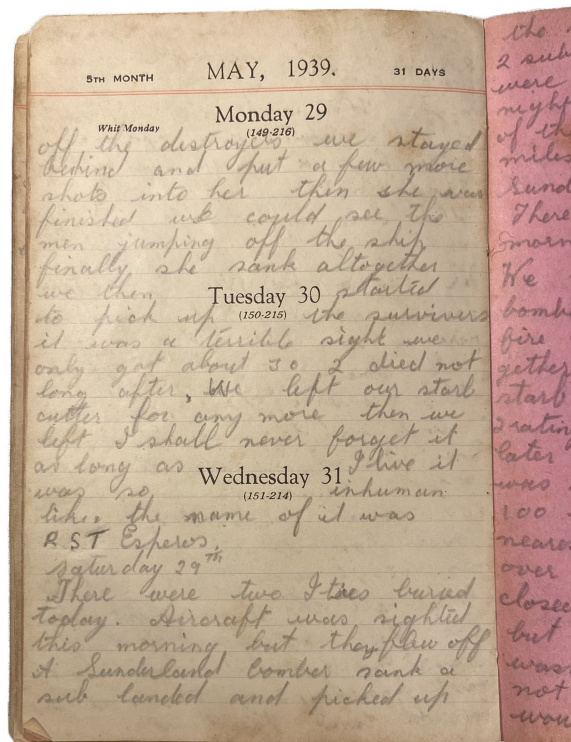 5TH MONTH MAY, 1939. 31 DAYS
Monday 29
Whit Monday (149-216)
off the destroyers we stayed
behind and put a few more
shots into her then she was
finished we could see the
men jumping off the ship
finally she sank altogether
we then started
Tuesday 30
to pick up the survivers
(150-215)
it was a terrible sight we
only got about 30 2 died not
long after, We left our starb
cutter for any more then we
left I shall never forget it
as long as I live it
Wednesday 31
was so inhuman
(151-214)
like. the name of it was
R S T Esperos.
Saturday 29TH
There were two Ities buried
today. Aircraft was sighted
this morning but they flew off
A Sunderland bomber sank a
sub landed and picked up
the
2 sub
were
night
of th
miles
Sund
There
morn
We
bomb
fire
gether
starb
2 ratin
later
was
100
neares
over
closed
but
was
not
wou